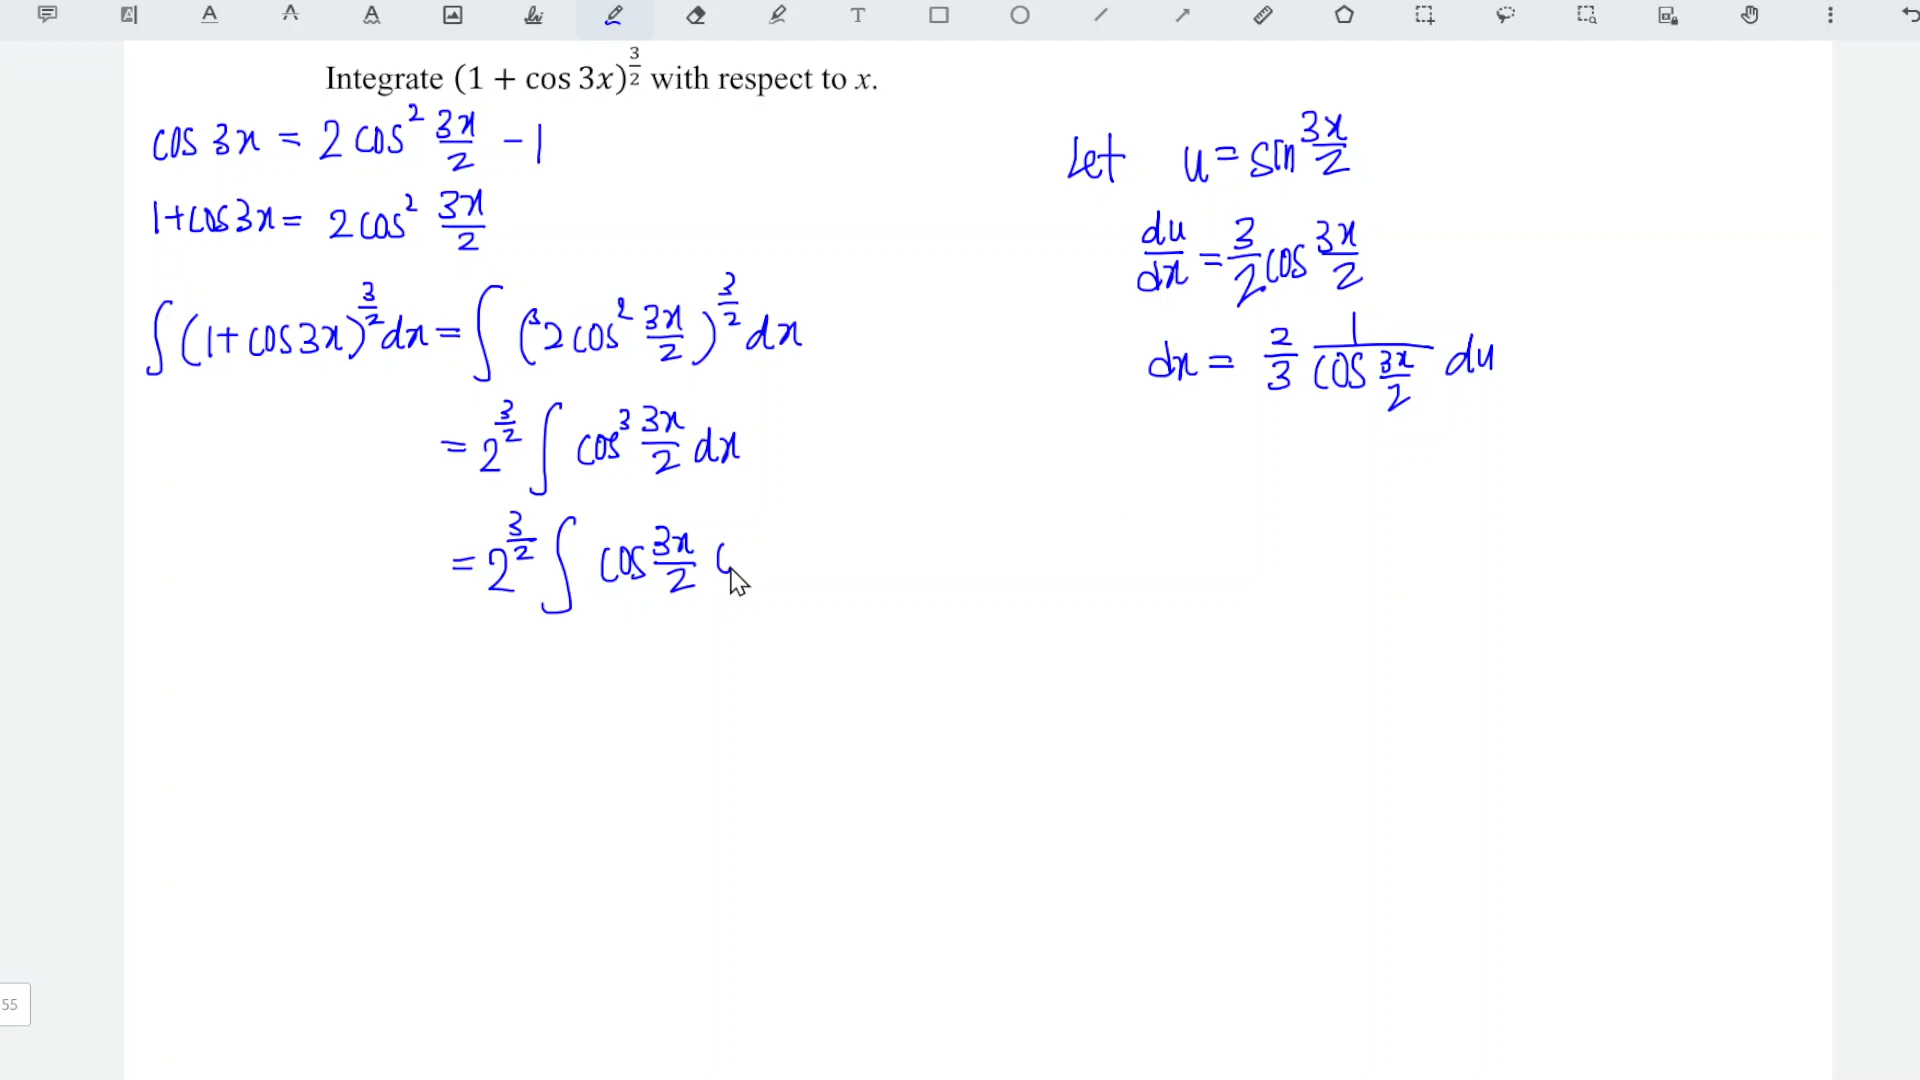 Integrate (1 + cos 3x)^(3/2) with respect to x.
cos 3x = 2 cos² 3x/2 - 1
1 + cos 3x = 2 cos² 3x/2
∫ (1 + cos 3x)^(3/2) dx = ∫ (³2 cos² 3x/2)^(3/2) dx
= 2^(3/2) ∫ cos³ 3x/2 dx
= 2^(3/2) ∫ cos 3x/2 (
Let u = sin 3x/2
du/dx = 3/2 cos 3x/2
dx = 2/3 1/(cos 3x/2) du
55